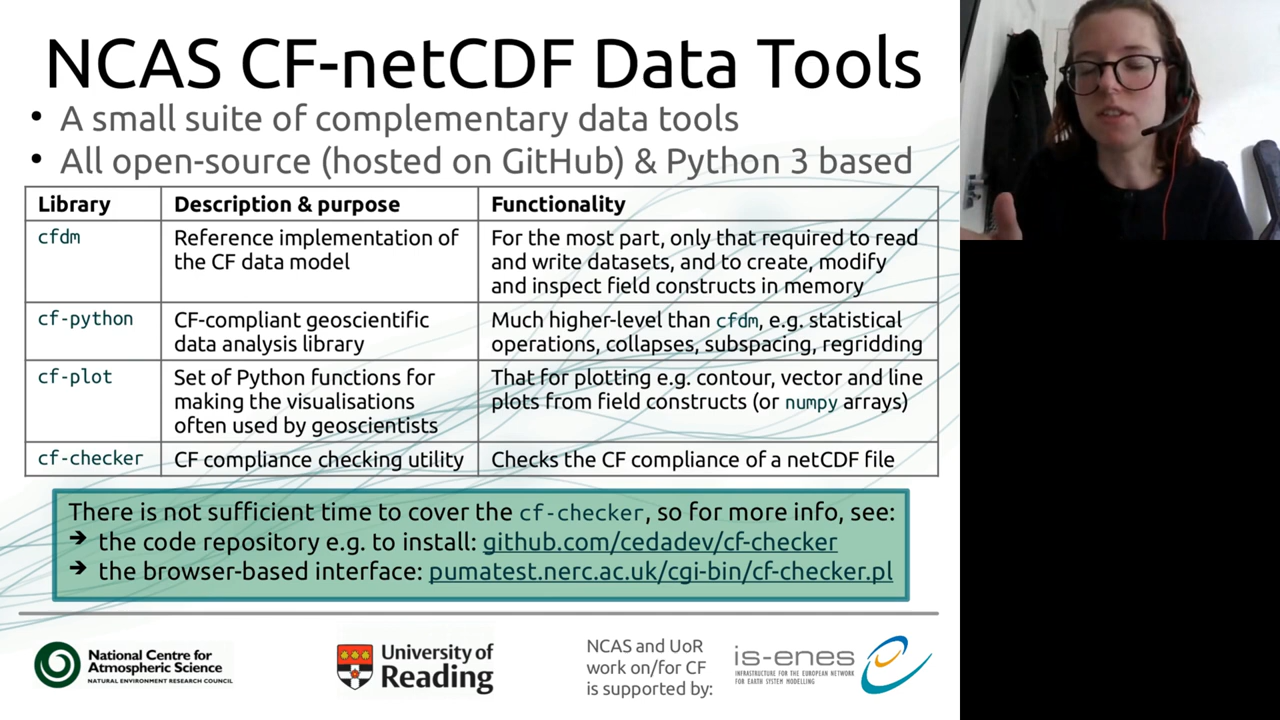 NCAS CF-netCDF Data Tools
• A small suite of complementary data tools
• All open-source (hosted on GitHub) & Python 3 based
Library
Description & purpose
Functionality
cfdm
Reference implementation of
the CF data model
For the most part, only that required to read
and write datasets, and to create, modify
and inspect field constructs in memory
cf-python
CF-compliant geoscientific
data analysis library
Much higher-level than cfdm, e.g. statistical
operations, collapses, subspacing, regridding
cf-plot
Set of Python functions for
making the visualisations
often used by geoscientists
That for plotting e.g. contour, vector and line
plots from field constructs (or numpy arrays)
cf-checker
CF compliance checking utility
Checks the CF compliance of a netCDF file
There is not sufficient time to cover the cf-checker, so for more info, see:
➔ the code repository e.g. to install: github.com/cedadev/cf-checker
➔ the browser-based interface: pumatest.nerc.ac.uk/cgi-bin/cf-checker.pl
National Centre for
Atmospheric Science
NATURAL ENVIRONMENT RESEARCH COUNCIL
University of
Reading
NCAS and UoR
work on/for CF
is supported by:
is-enes
INFRASTRUCTURE FOR THE EUROPEAN NETWORK
FOR EARTH SYSTEM MODELLING